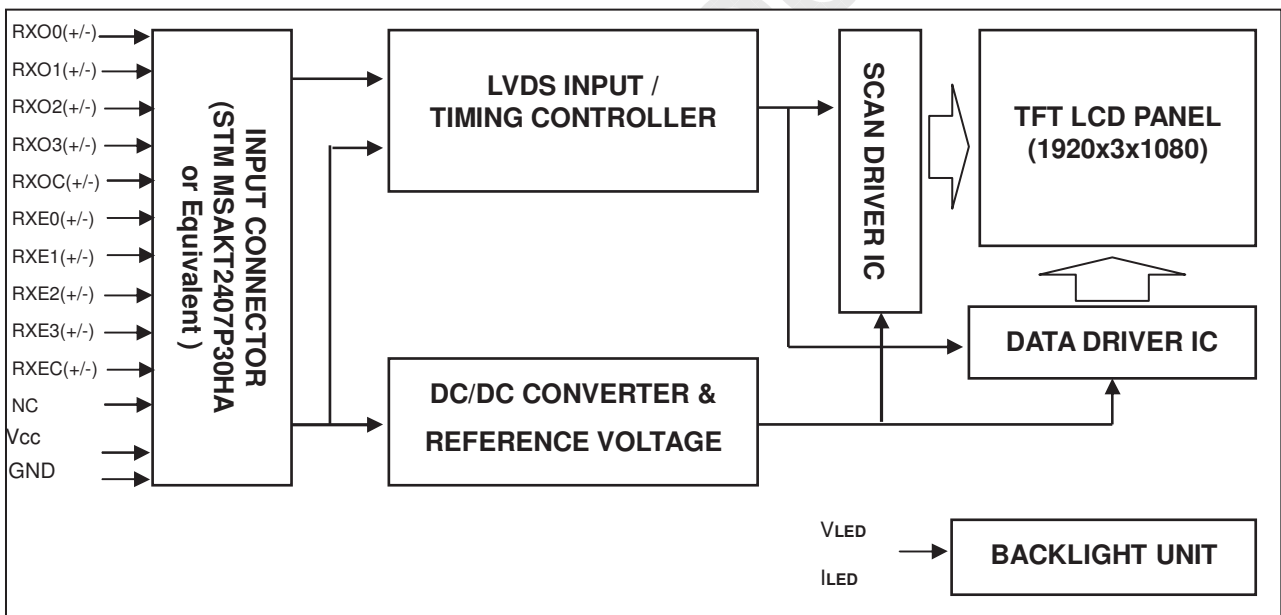 RXO0(+/-)
RXO1(+/-)
RXO2(+/-)
RXO3(+/-)
RXOC(+/-)
RXE0(+/-)
RXE1(+/-)
RXE2(+/-)
RXE3(+/-)
RXEC(+/-)
NC
Vcc
GND
INPUT CONNECTOR
(STM MSAKT2407P30HA
or Equivalent )
LVDS INPUT /
TIMING CONTROLLER
DC/DC CONVERTER &
REFERENCE VOLTAGE
SCAN DRIVER IC
TFT LCD PANEL
(1920x3x1080)
DATA DRIVER IC
VLED
ILED
BACKLIGHT UNIT